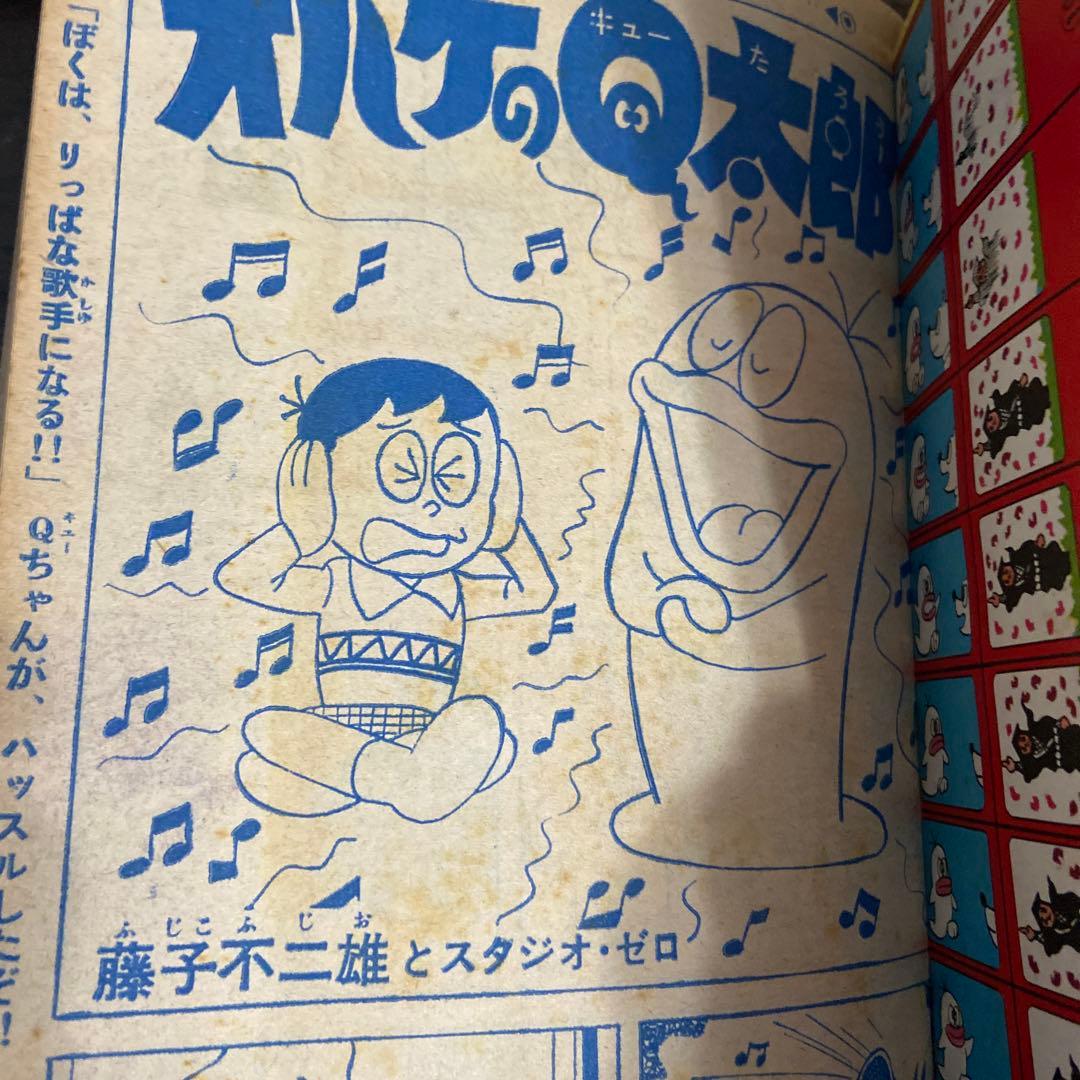 オバケのQ太郎
キュー
た
ろう
「ぼくは、りっぱな歌手になる!!」Qちゃんが、ハッスルしたぞ!
かしゅ
キュー
ふじこふじお
藤子不二雄とスタジオ・ゼロ